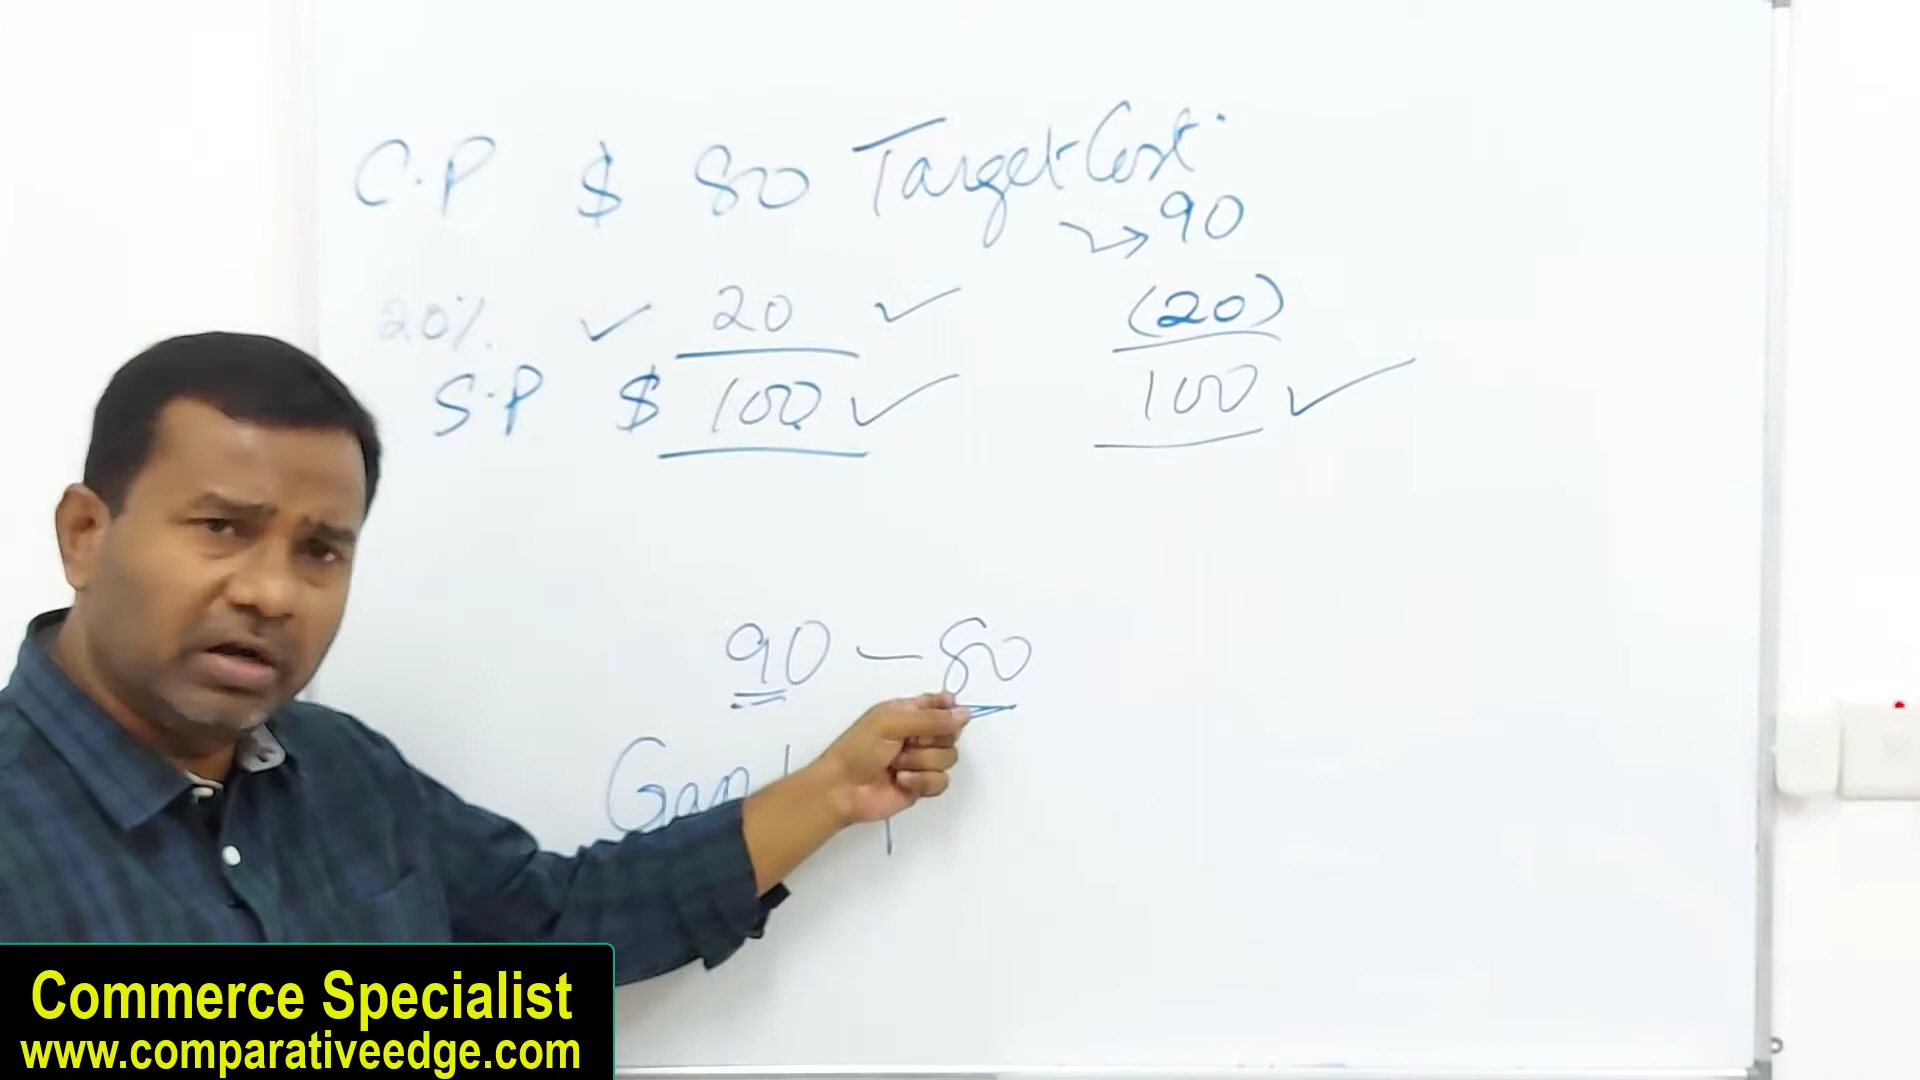 C.P $ 80 Target Cost.
→ 90
20% ✓ 20 ✓ (20)
S.P $ 100 ✓ 100 ✓
90 - 80
Commerce Specialist
www.comparativeedge.com